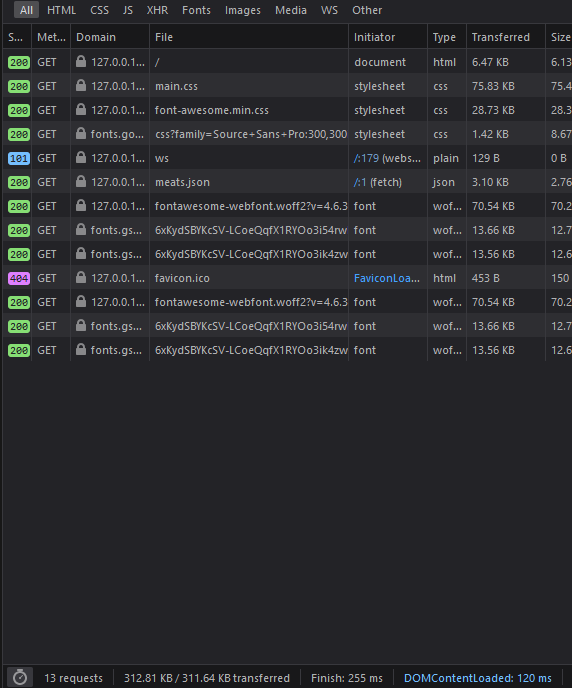 All HTML CSS JS XHR Fonts Images Media WS Other
S... Met... Domain File Initiator Type Transferred Size
200 GET 127.0.0.1... / document html 6.47 KB 6.13
200 GET 127.0.0.1... main.css stylesheet css 75.83 KB 75.4
200 GET 127.0.0.1... font-awesome.min.css stylesheet css 28.73 KB 28.3
200 GET fonts.go... css?family=Source+Sans+Pro:300,300 stylesheet css 1.42 KB 8.67
101 GET 127.0.0.1... ws /:179 (webs... plain 129 B 0 B
200 GET 127.0.0.1... meats.json /:1 (fetch) json 3.10 KB 2.76
200 GET 127.0.0.1... fontawesome-webfont.woff2?v=4.6.3 font wof... 70.54 KB 70.2
200 GET fonts.gs... 6xKydSBYKcSV-LCoeQqfX1RYOo3i54rw font wof... 13.66 KB 12.7
200 GET fonts.gs... 6xKydSBYKcSV-LCoeQqfX1RYOo3ik4zw font wof... 13.56 KB 12.6
404 GET 127.0.0.1... favicon.ico FaviconLoa... html 453 B 150
200 GET 127.0.0.1... fontawesome-webfont.woff2?v=4.6.3 font wof... 70.54 KB 70.2
200 GET fonts.gs... 6xKydSBYKcSV-LCoeQqfX1RYOo3i54rw font wof... 13.66 KB 12.7
200 GET fonts.gs... 6xKydSBYKcSV-LCoeQqfX1RYOo3ik4zw font wof... 13.56 KB 12.6
13 requests 312.81 KB / 311.64 KB transferred Finish: 255 ms DOMContentLoaded: 120 ms